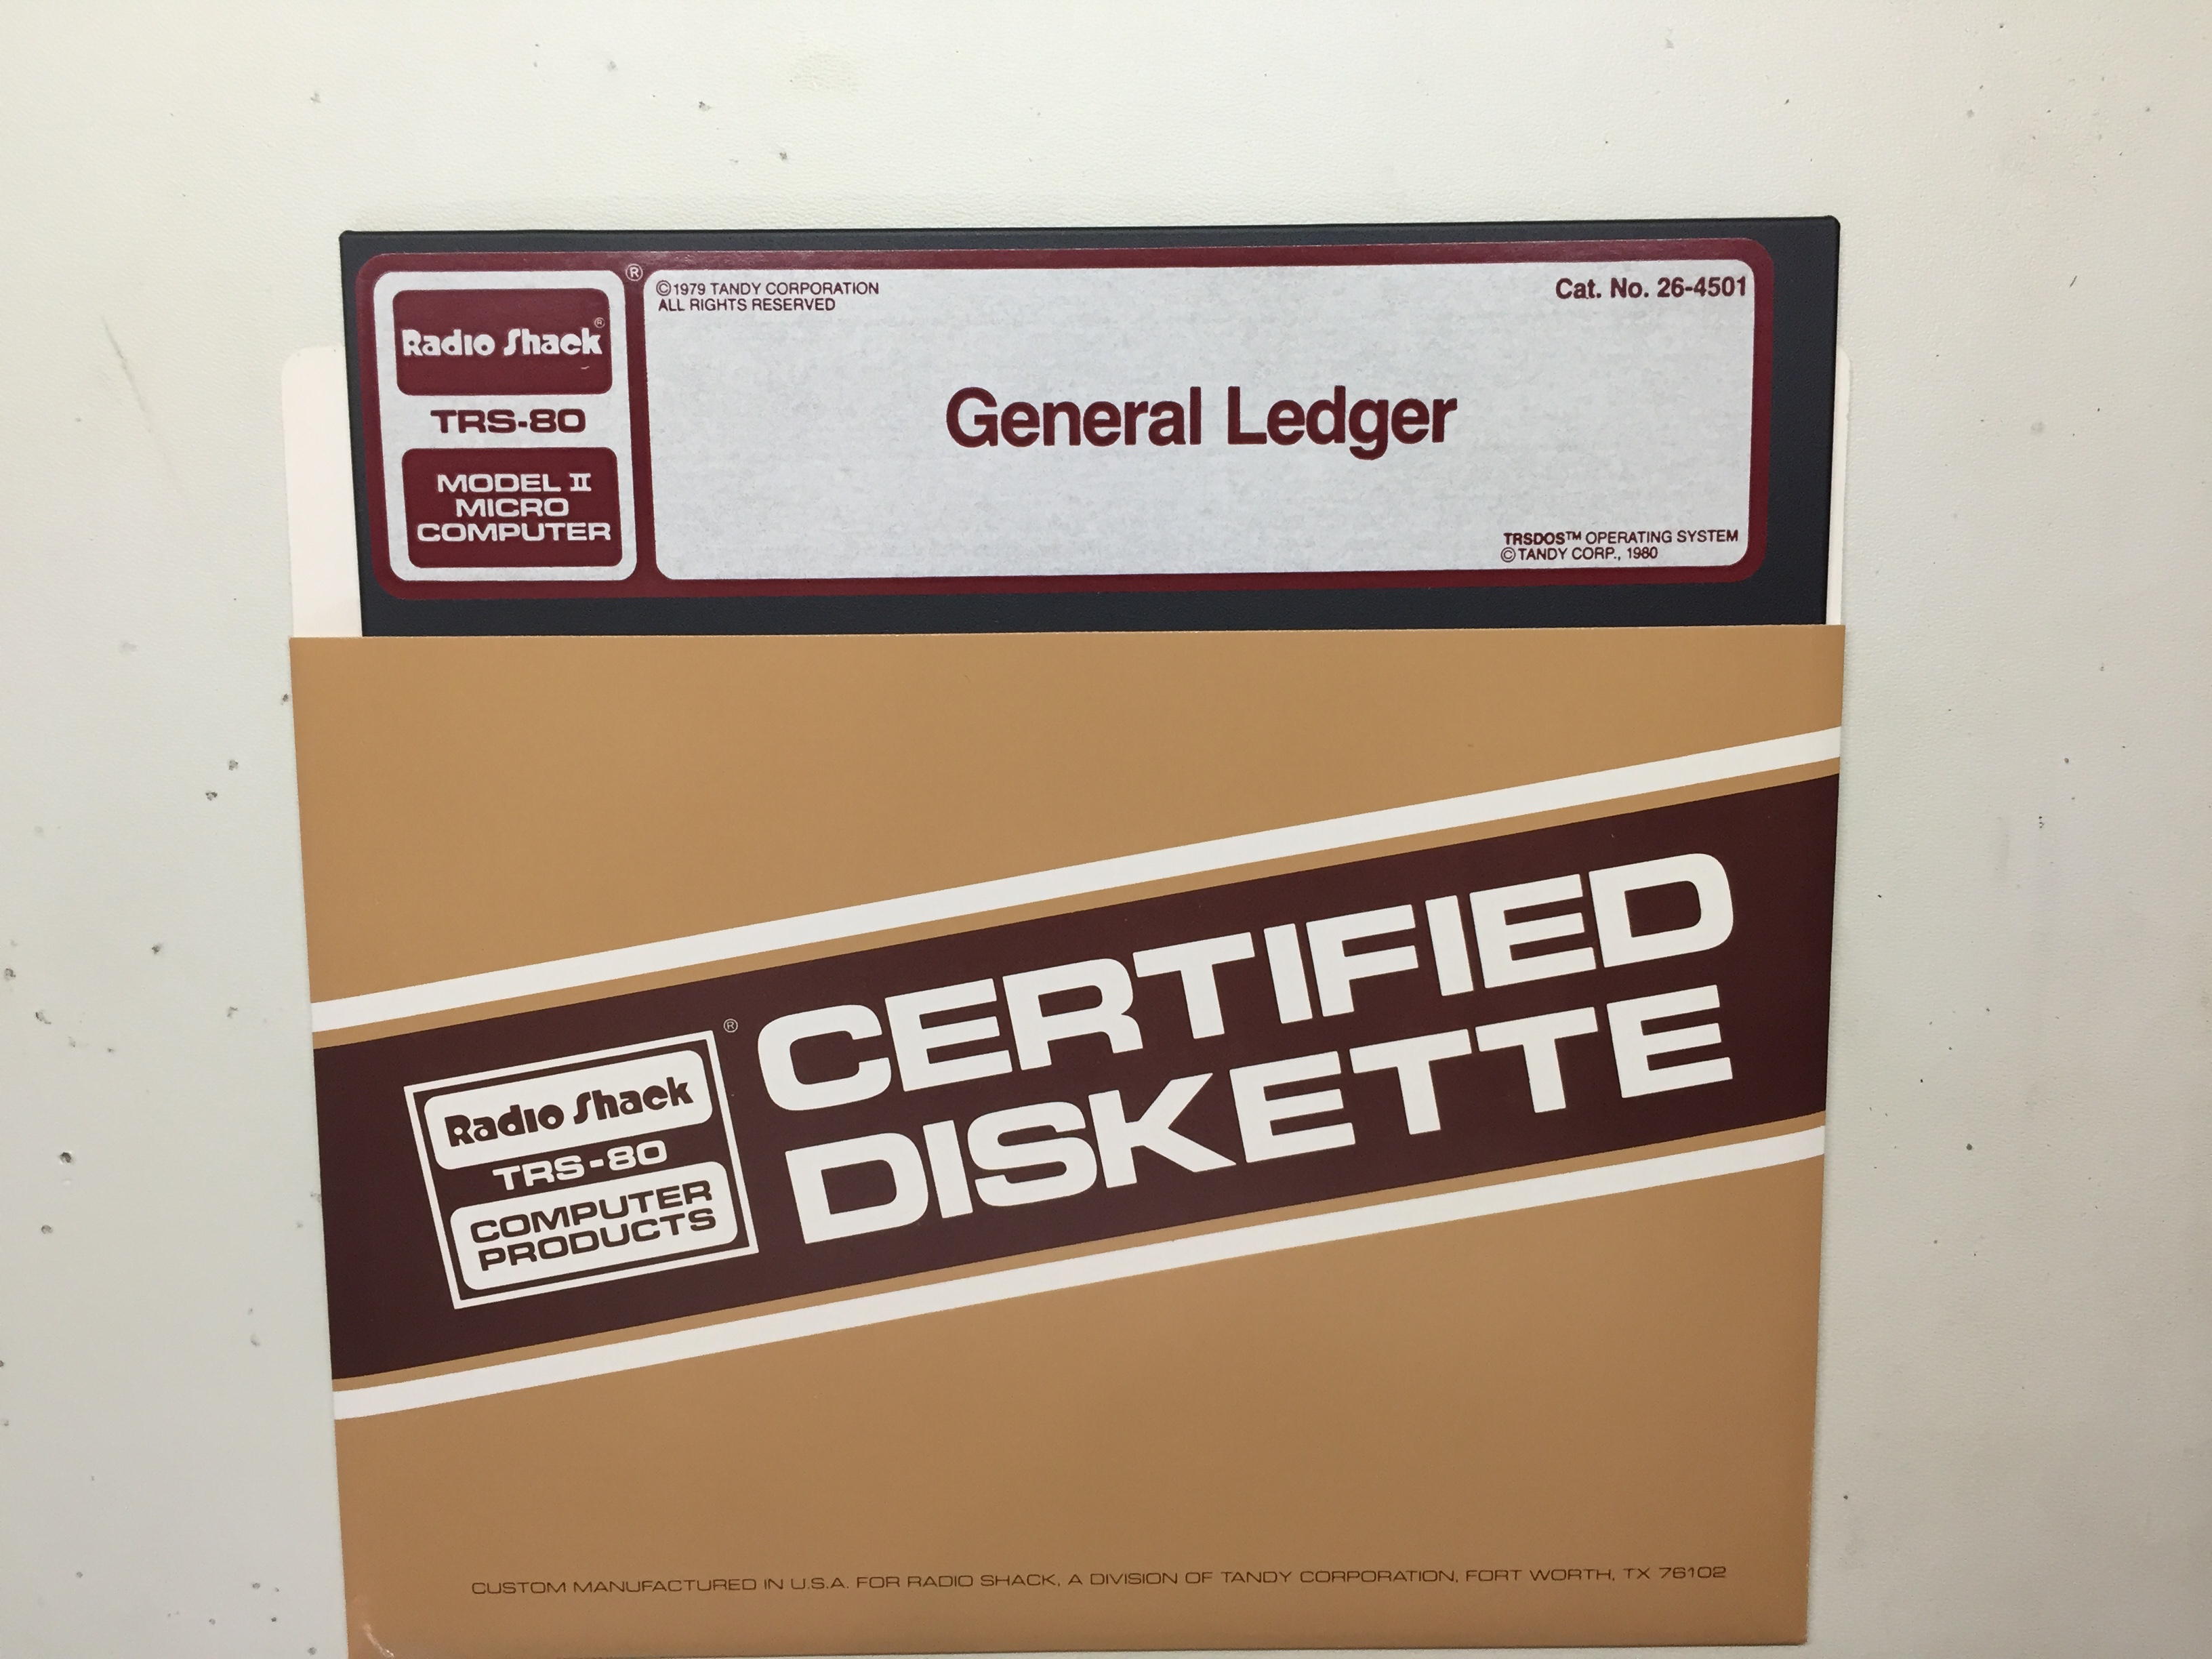 Radio Shack®
TRS-80
MODEL II
MICRO
COMPUTER
®
©1979 TANDY CORPORATION
ALL RIGHTS RESERVED
Cat. No. 26-4501
General Ledger
TRSDOS™ OPERATING SYSTEM
©TANDY CORP., 1980
Radio Shack
TRS-80
COMPUTER
PRODUCTS
®
CERTIFIED
DISKETTE
CUSTOM MANUFACTURED IN U.S.A. FOR RADIO SHACK, A DIVISION OF TANDY CORPORATION, FORT WORTH, TX 76102